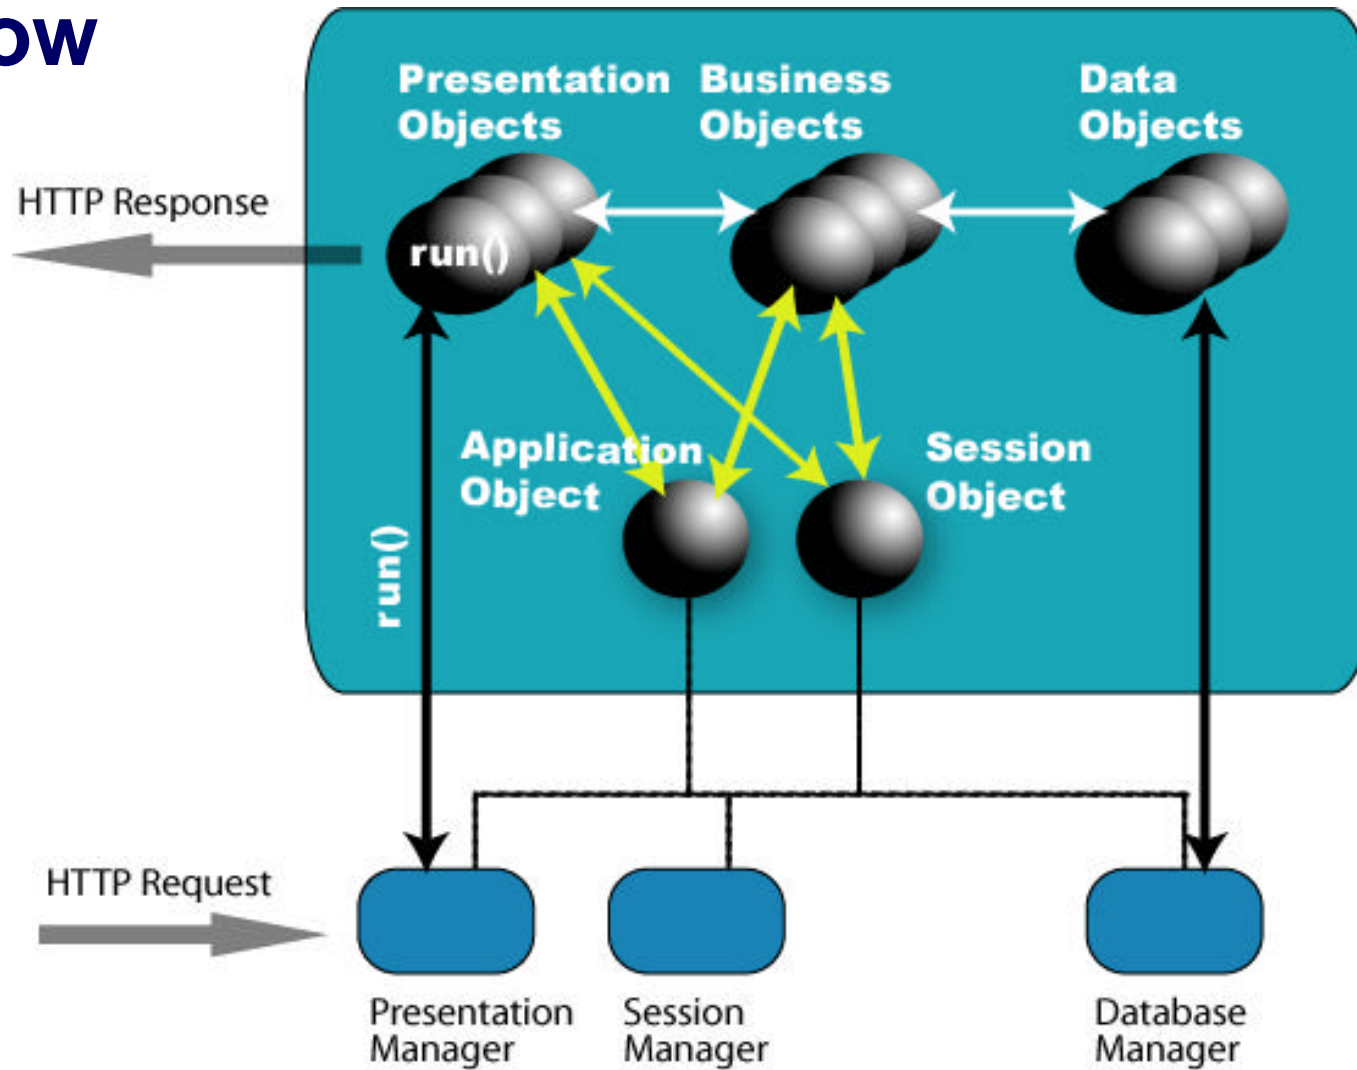 ow
Presentation
Objects
Business
Objects
Data
Objects
HTTP Response
run()
Application
Object
Session
Object
run()
HTTP Request
Presentation
Manager
Session
Manager
Database
Manager